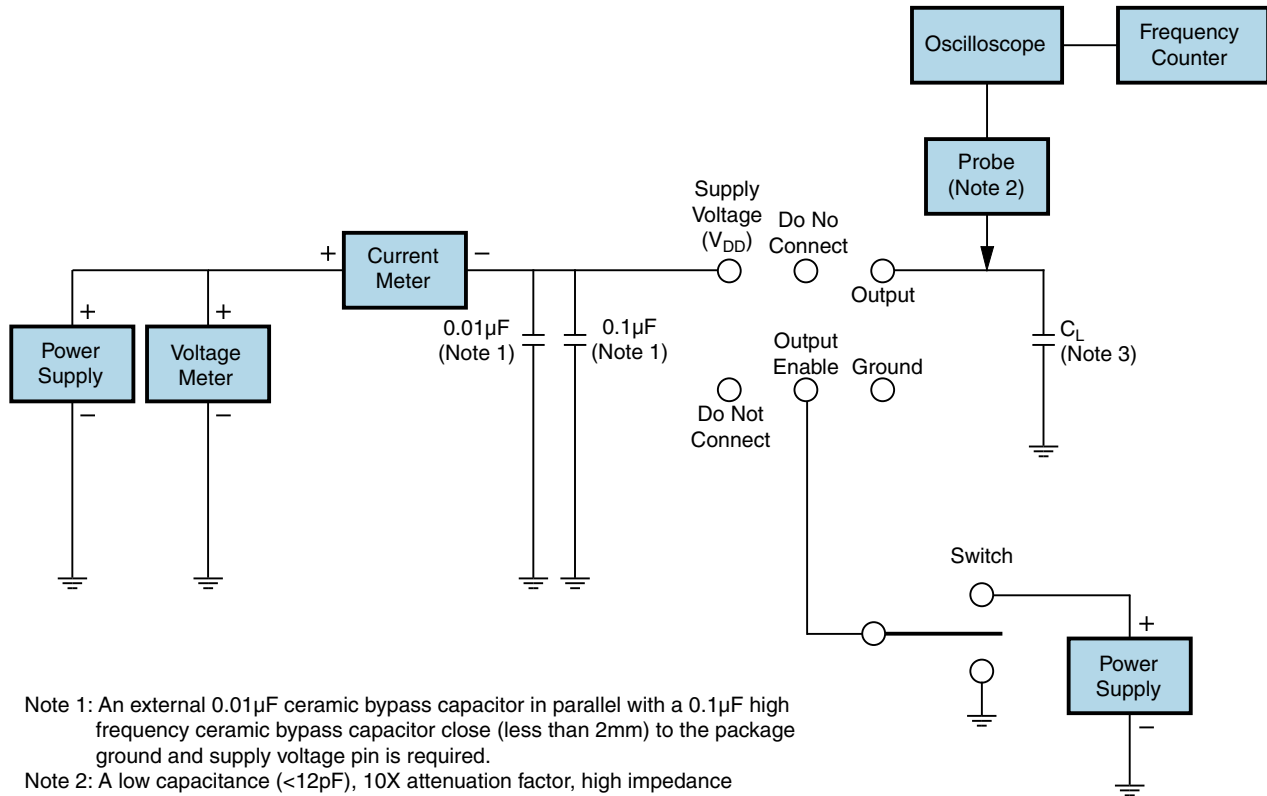 Oscilloscope
Frequency
Counter
Probe
(Note 2)
Supply
Voltage
(VDD)
Do No
Connect
Output
+
Current
Meter
−
+
Power
Supply
−
+
Voltage
Meter
−
0.01µF
(Note 1)
0.1µF
(Note 1)
Output
Enable
Ground
Do Not
Connect
CL
(Note 3)
Switch
+
Power
Supply
−
Note 1: An external 0.01µF ceramic bypass capacitor in parallel with a 0.1µF high
frequency ceramic bypass capacitor close (less than 2mm) to the package
ground and supply voltage pin is required.
Note 2: A low capacitance (<12pF), 10X attenuation factor, high impedance